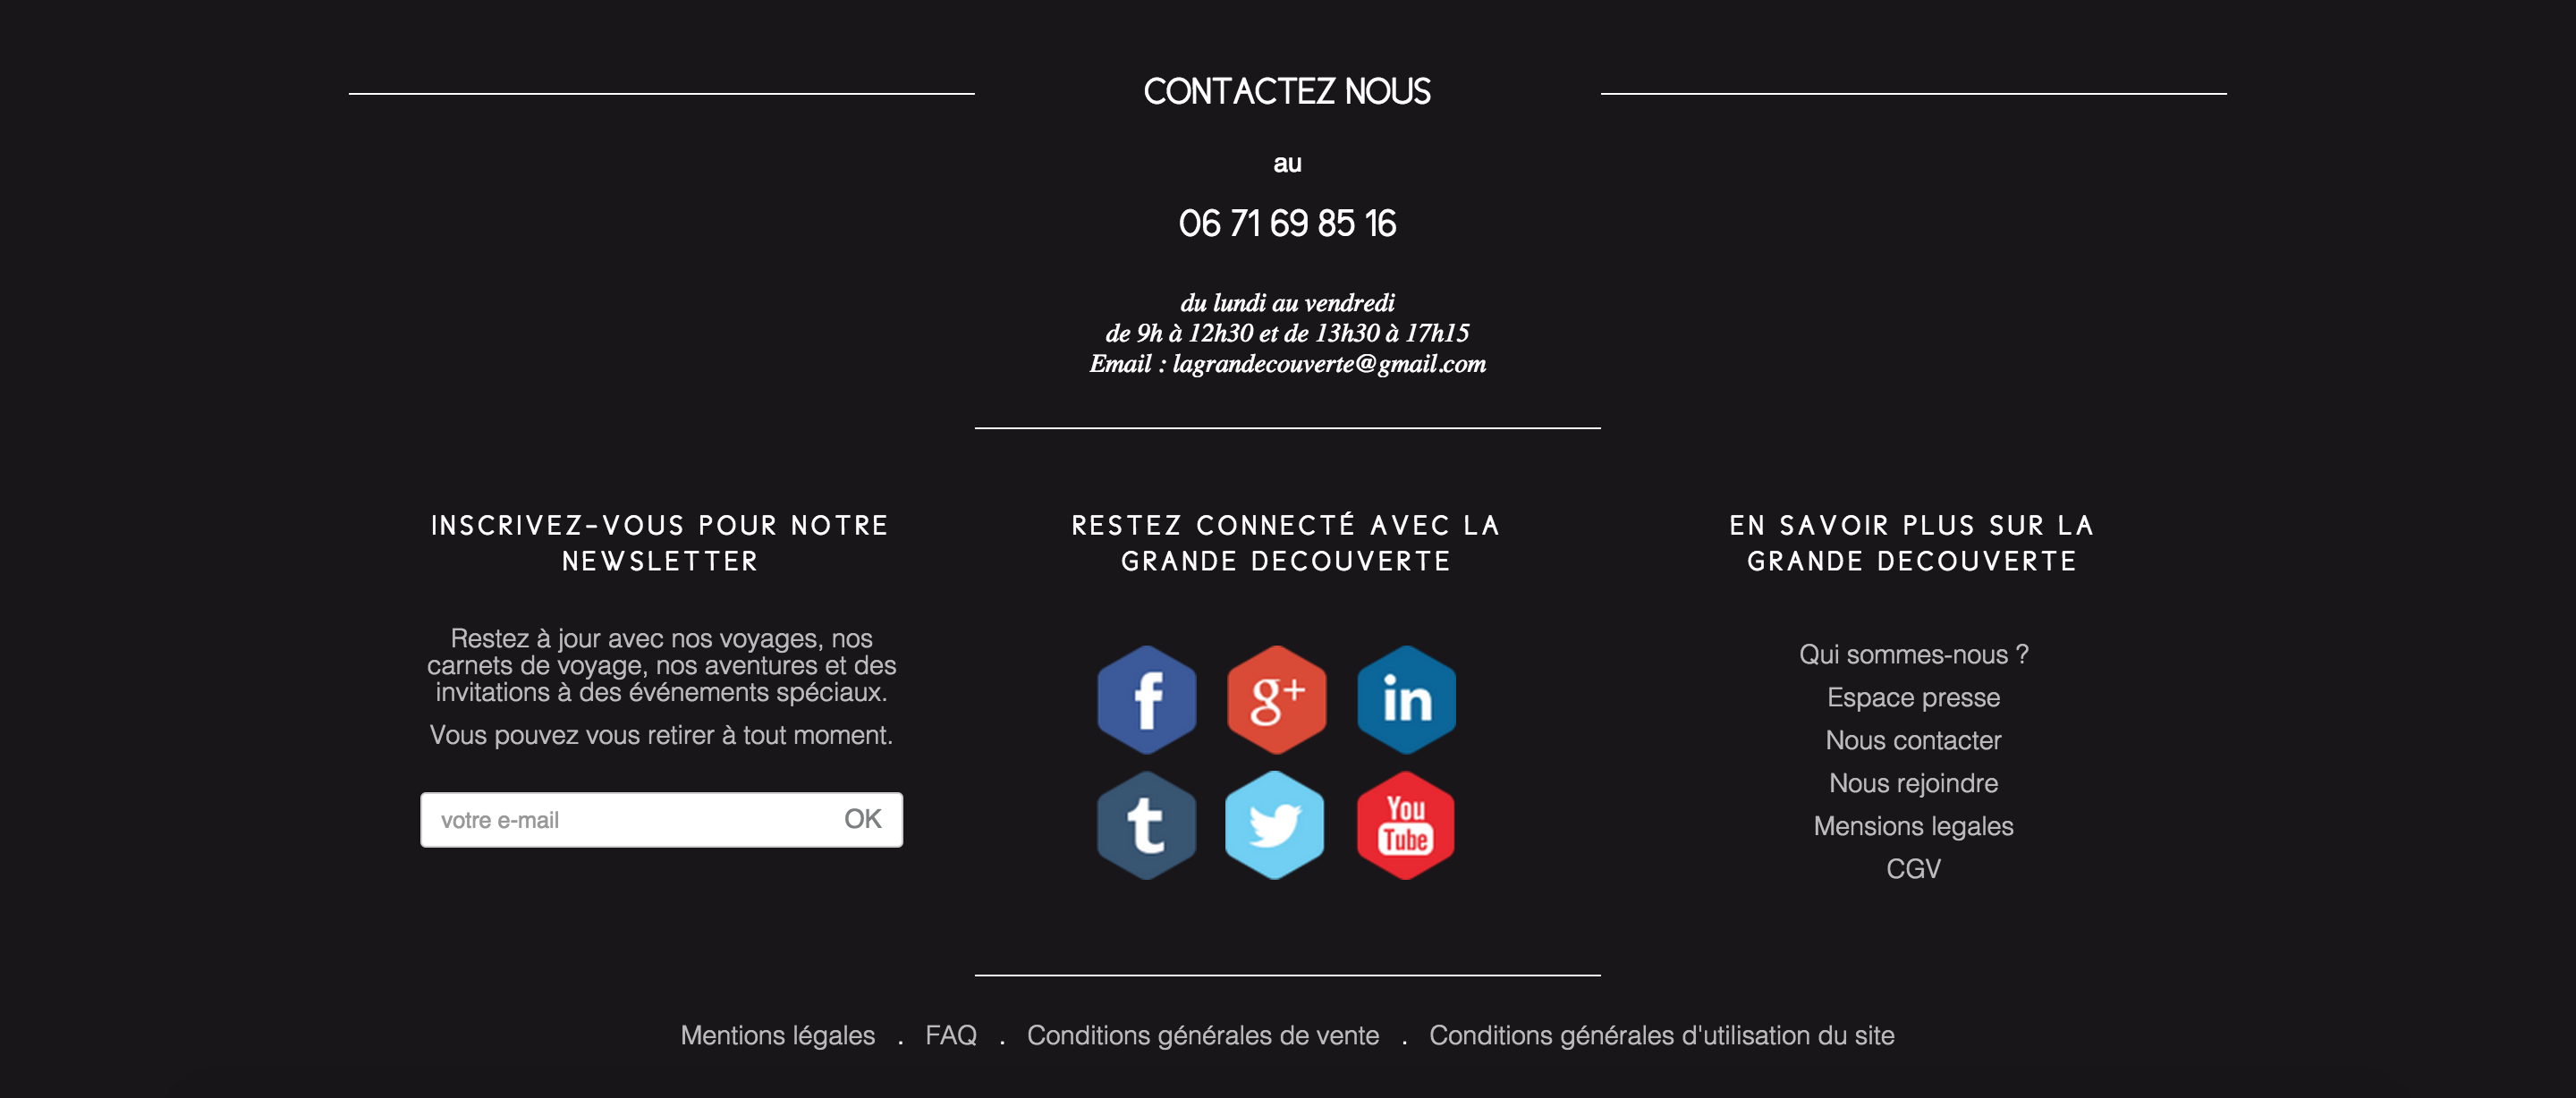 CONTACTEZ NOUS
au
06 71 69 85 16
du lundi au vendredi
de 9h à 12h30 et de 13h30 à 17h15
Email : lagrandecouverte@gmail.com
INSCRIVEZ-VOUS POUR NOTRE
NEWSLETTER
Restez à jour avec nos voyages, nos
carnets de voyage, nos aventures et des
invitations à des événements spéciaux.
Vous pouvez vous retirer à tout moment.
votre e-mail OK
RESTEZ CONNECTÉ AVEC LA
GRANDE DECOUVERTE
f g+ in
t You Tube
EN SAVOIR PLUS SUR LA
GRANDE DECOUVERTE
Qui sommes-nous ?
Espace presse
Nous contacter
Nous rejoindre
Mensions legales
CGV
Mentions légales . FAQ . Conditions générales de vente . Conditions générales d'utilisation du site